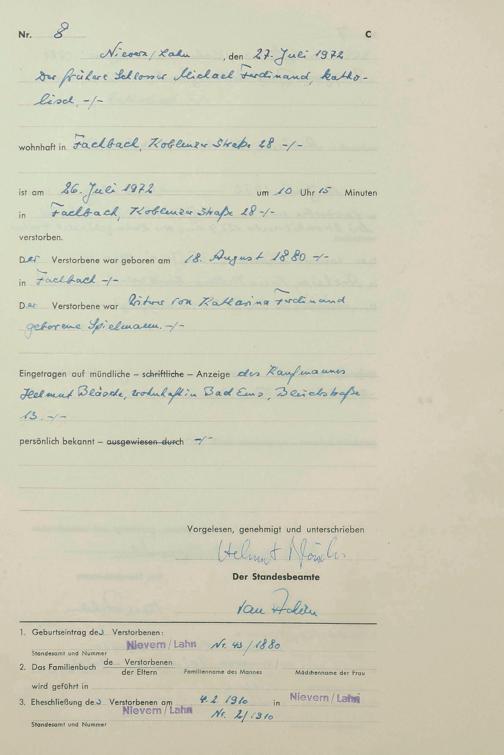 Nr. 8 C
Nievern/Lahn, den 27. Juli 1972
Der frühere Schlosser Michael Ferdinand, katho-
lisch, -/-
wohnhaft in Fachbach, Koblenzer Straße 28 -/-
ist am 26. Juli 1972 um 10 Uhr 15 Minuten
in Fachbach, Koblenzer Straße 28 -/-
verstorben.
Der Verstorbene war geboren am 18. August 1880 -/-
in Fachbach -/-
Der Verstorbene war Witwer von Katharina Ferdinand
geborene Spielmann. -/-
Eingetragen auf mündliche – schriftliche – Anzeige des Kaufmannes
Helmut Bläsche, wohnhaft in Bad Ems, Bleichstraße
13. -/-
persönlich bekannt – ausgewiesen durch -/-
Vorgelesen, genehmigt und unterschrieben
Helmut
Der Standesbeamte
1. Geburtseintrag des Verstorbenen:
Nievern/Lahn Nr. 43/1880
Standesamt und Nummer
2. Das Familienbuch de Verstorbenen
der Eltern Familienname des Mannes Mädchenname der Frau
wird geführt in
3. Eheschließung des Verstorbenen am 4.2.1910 in Nievern/Lahn
Nievern/Lahn Nr. 2/1910
Standesamt und Nummer